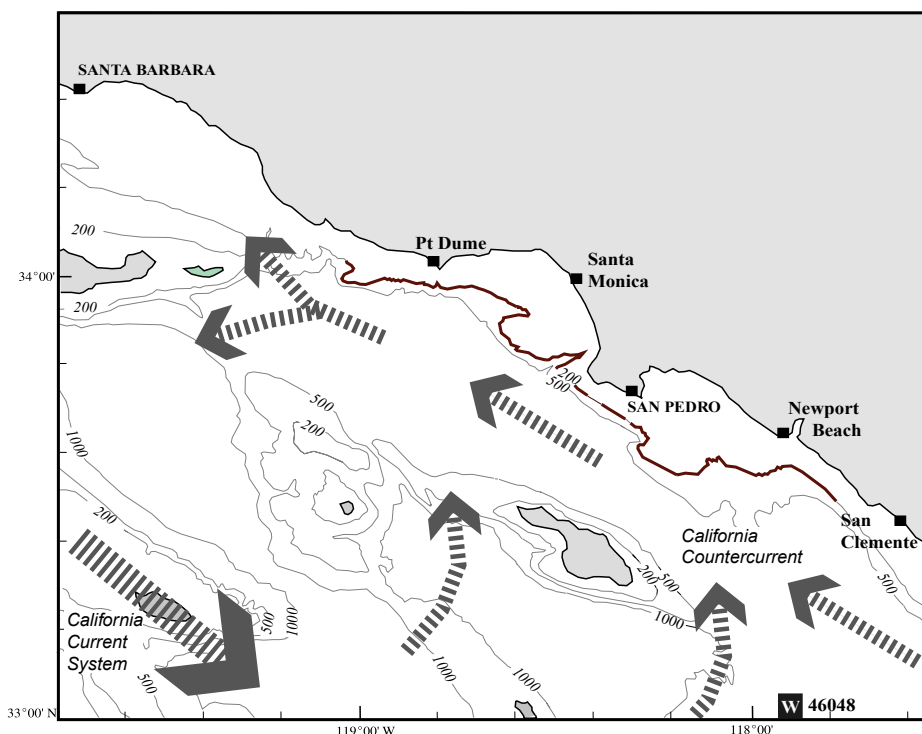 SANTA BARBARA
200
Pt Dume
Santa
Monica
34°00'
200
200
500
500
SAN PEDRO
Newport
Beach
200
1000
200
San
Clemente
California
Countercurrent
500
200
500
1000
1000
500
1000
California
Current
System
500
1000
33°00' N
W 46048
119°00' W
118°00'